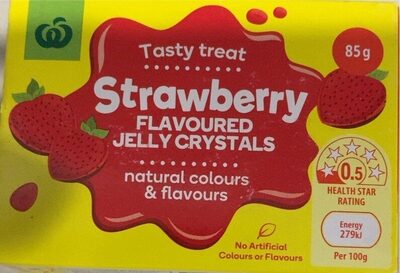 Tasty treat
85g
Strawberry
FLAVOURED
JELLY CRYSTALS
natural colours
& flavours
0.5
HEALTH STAR
RATING
Energy
279kJ
Per 100g
No Artificial
Colours or Flavours